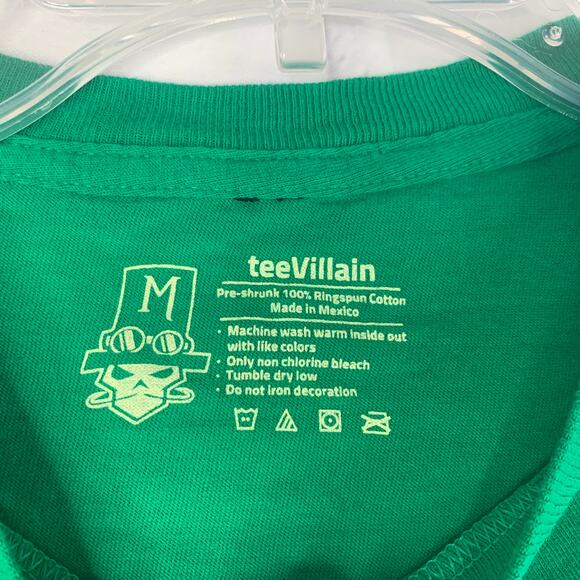 M
teeVillain
Pre-shrunk 100% Ringspun Cotton
Made in Mexico
· Machine wash warm inside out
with like colors
· Only non chlorine bleach
· Tumble dry low
· Do not iron decoration